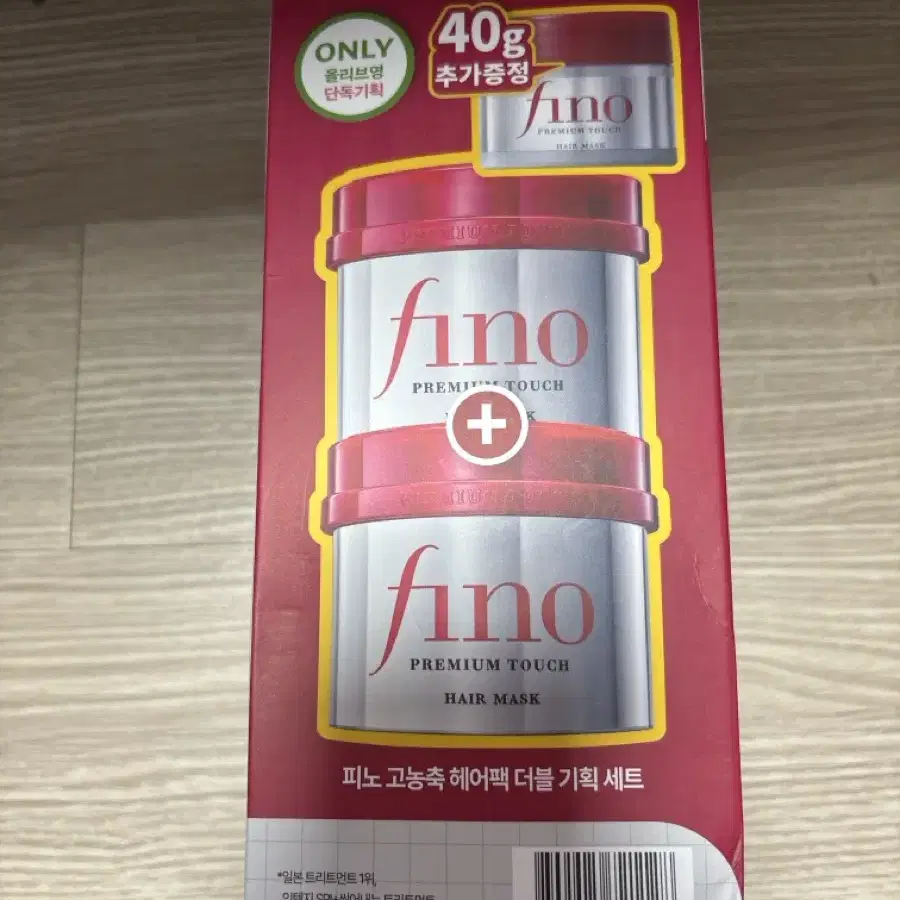 ONLY
올리브영
단독기획
40g
추가증정
fino
PREMIUM TOUCH
HAIR MASK
fino
PREMIUM TOUCH
+
fino
PREMIUM TOUCH
HAIR MASK
피노 고농축 헤어팩 더블 기획 세트
*일본 트리트먼트 1위,